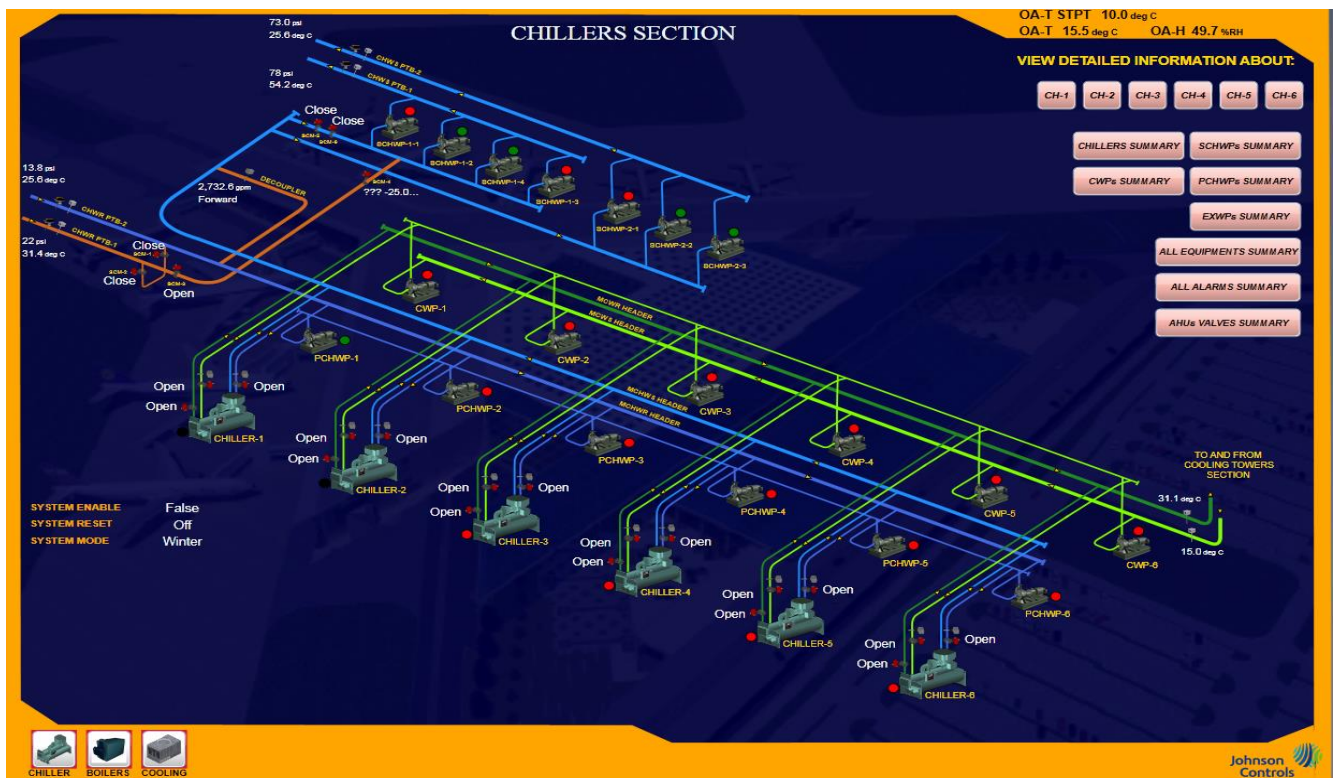 CHILLERS SECTION
OA-T STPT 10.0 deg C
OA-T 15.5 deg C OA-H 49.7 %RH
VIEW DETAILED INFORMATION ABOUT:
CH-1 CH-2 CH-3 CH-4 CH-5 CH-6
CHILLERS SUMMARY SCHWPs SUMMARY
CWPs SUMMARY PCHWPs SUMMARY
EXWPs SUMMARY
ALL EQUIPMENTS SUMMARY
ALL ALARMS SUMMARY
AHUs VALVES SUMMARY
73.0 psi
25.6 deg C
CHWS PTB-2
78 psi
54.2 deg C
CHWS PTB-1
Close
Close
SCHWP-1-1
SCHWP-1-2
SCHWP-1-4
SCHWP-1-3
SCHWP-2-1
SCHWP-2-2
SCHWP-2-3
13.8 psi
25.6 deg C
CHWR PTB-2
22 psi
31.4 deg C
CHWR PTB-1
2,732.6 gpm
Forward
DECOUPLER
??? -25.0...
Close
Close
Open
MCWR HEADER
MCWS HEADER
MCHWS HEADER
MCHWR HEADER
CWP-1
CWP-2
CWP-3
CWP-4
CWP-5
CWP-6
PCHWP-1
PCHWP-2
PCHWP-3
PCHWP-4
PCHWP-5
PCHWP-6
Open Open
Open
CHILLER-1
Open Open
Open
CHILLER-2
Open Open
Open
CHILLER-3
Open Open
Open
CHILLER-4
Open Open
Open
CHILLER-5
Open Open
Open
CHILLER-6
TO AND FROM
COOLING TOWERS
SECTION
31.1 deg C
15.0 deg C
SYSTEM ENABLE False
SYSTEM RESET Off
SYSTEM MODE Winter
CHILLER BOILERS COOLING
Johnson
Controls